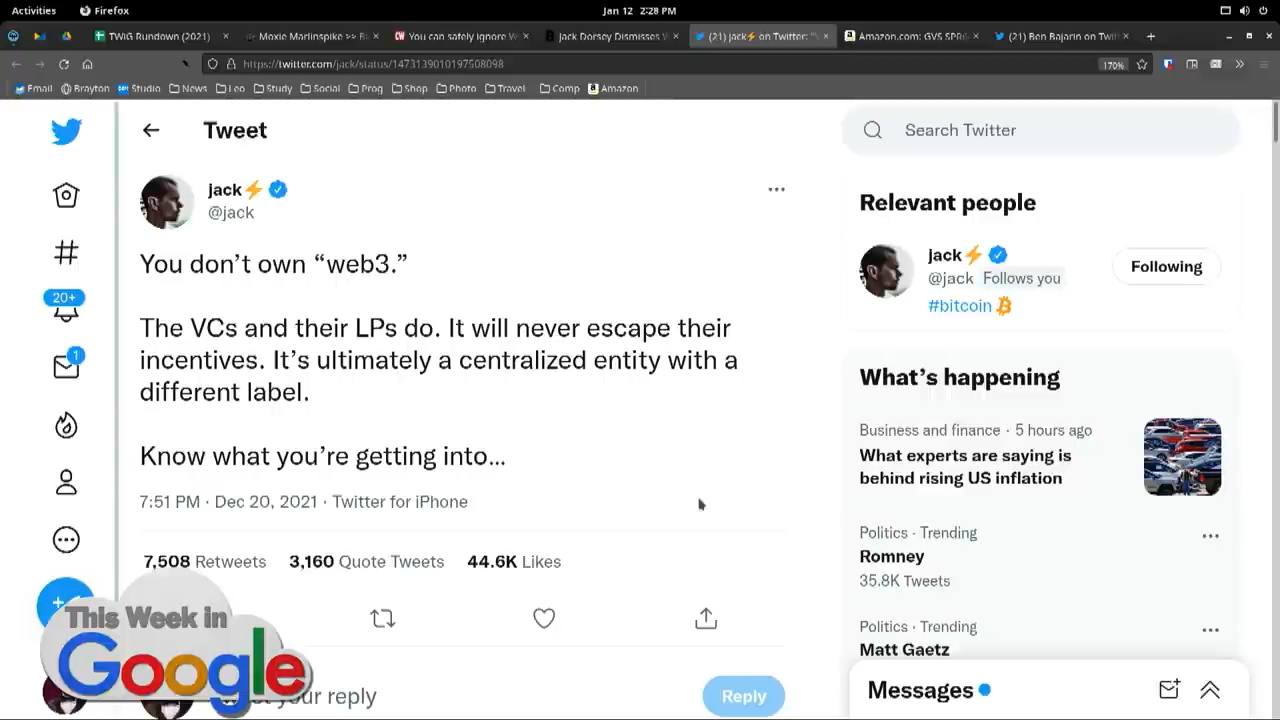 Activities Firefox Jan 12 2:28 PM
TWiG Rundown (2021) × Moxie Marlinspike >> Bl × You can safely ignore W × Jack Dorsey Dismisses W × (21) jack⚡ on Twitter: " × Amazon.com: GVS SPR × (21) Ben Bajarin on Twit × +
https://twitter.com/jack/status/1473139010197508098 170%
Email Brayton Studio News Leo Study Social Prog Shop Photo Travel Comp Amazon
Tweet
Search Twitter
jack⚡
@jack
You don’t own “web3.”
The VCs and their LPs do. It will never escape their
incentives. It’s ultimately a centralized entity with a
different label.
Know what you’re getting into...
7:51 PM · Dec 20, 2021 · Twitter for iPhone
7,508 Retweets 3,160 Quote Tweets 44.6K Likes
your reply
Reply
20+
1
Relevant people
jack⚡
@jack Follows you
Following
#bitcoin
What’s happening
Business and finance · 5 hours ago
What experts are saying is
behind rising US inflation
Politics · Trending
Romney
35.8K Tweets
Politics · Trending
Matt Gaetz
Messages
This Week in
Google